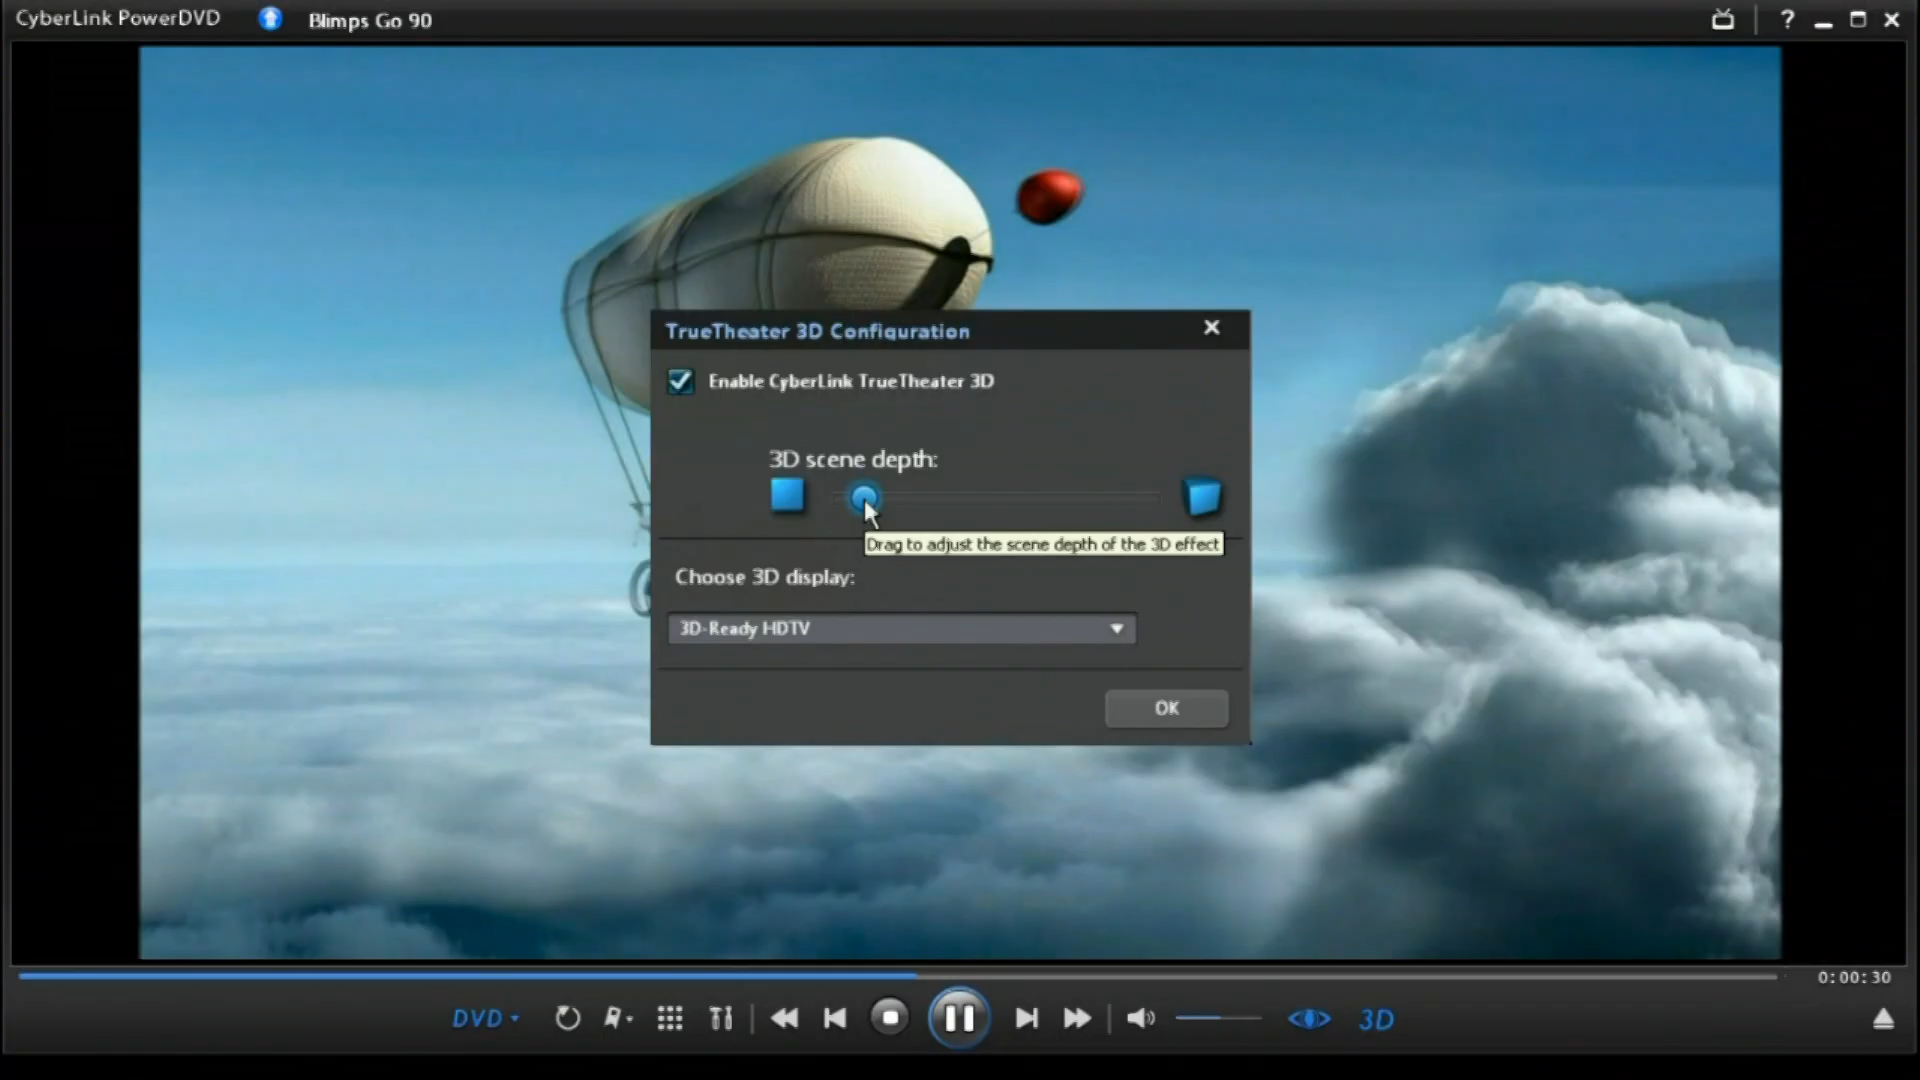 CyberLink PowerDVD
Blimps Go 90
?
TrueTheater 3D Configuration
Enable CyberLink TrueTheater 3D
3D scene depth:
Drag to adjust the scene depth of the 3D effect
Choose 3D display:
3D-Ready HDTV
OK
0:00:30
DVD
3D